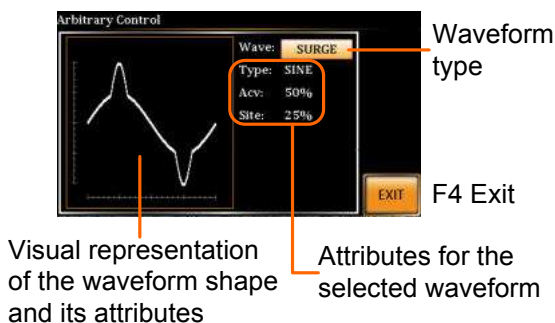 Arbitrary Control
Wave: SURGE
Type: SINE
Acv: 50%
Site: 25%
EXIT
Waveform
type
F4 Exit
Visual representation
of the waveform shape
and its attributes
Attributes for the
selected waveform